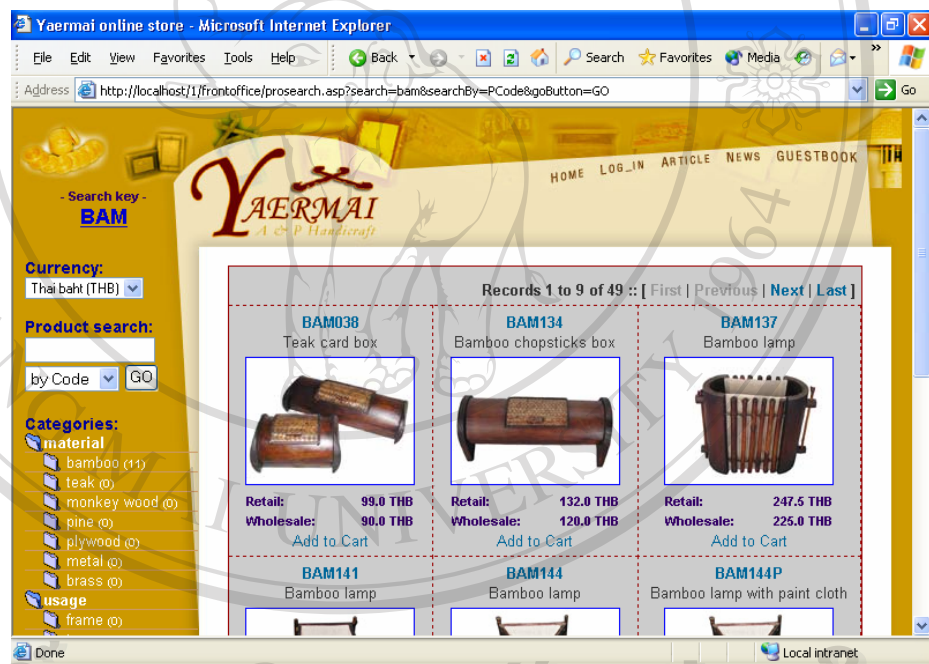 Yaermai online store - Microsoft Internet Explorer
File Edit View Favorites Tools Help Back Search Favorites Media »
Address http://localhost/1/frontoffice/prosearch.asp?search=bam&searchBy=PCode&goButton=GO Go
HOME LOG_IN ARTICLE NEWS GUESTBOOK
YAERMAI
A & P Handicraft
- Search key -
BAM
Currency:
Thai baht (THB)
Product search:
by Code GO
Categories:
material
bamboo (11)
teak (0)
monkey wood (0)
pine (0)
plywood (0)
metal (0)
brass (0)
usage
frame (0)
Records 1 to 9 of 49 :: [ First | Previous | Next | Last ]
BAM038 BAM134 BAM137
Teak card box Bamboo chopsticks box Bamboo lamp
Retail: 99.0 THB Retail: 132.0 THB Retail: 247.5 THB
Wholesale: 90.0 THB Wholesale: 120.0 THB Wholesale: 225.0 THB
Add to Cart Add to Cart Add to Cart
BAM141 BAM144 BAM144P
Bamboo lamp Bamboo lamp Bamboo lamp with paint cloth
Done Local intranet
MAI UNIVERSITY 1964